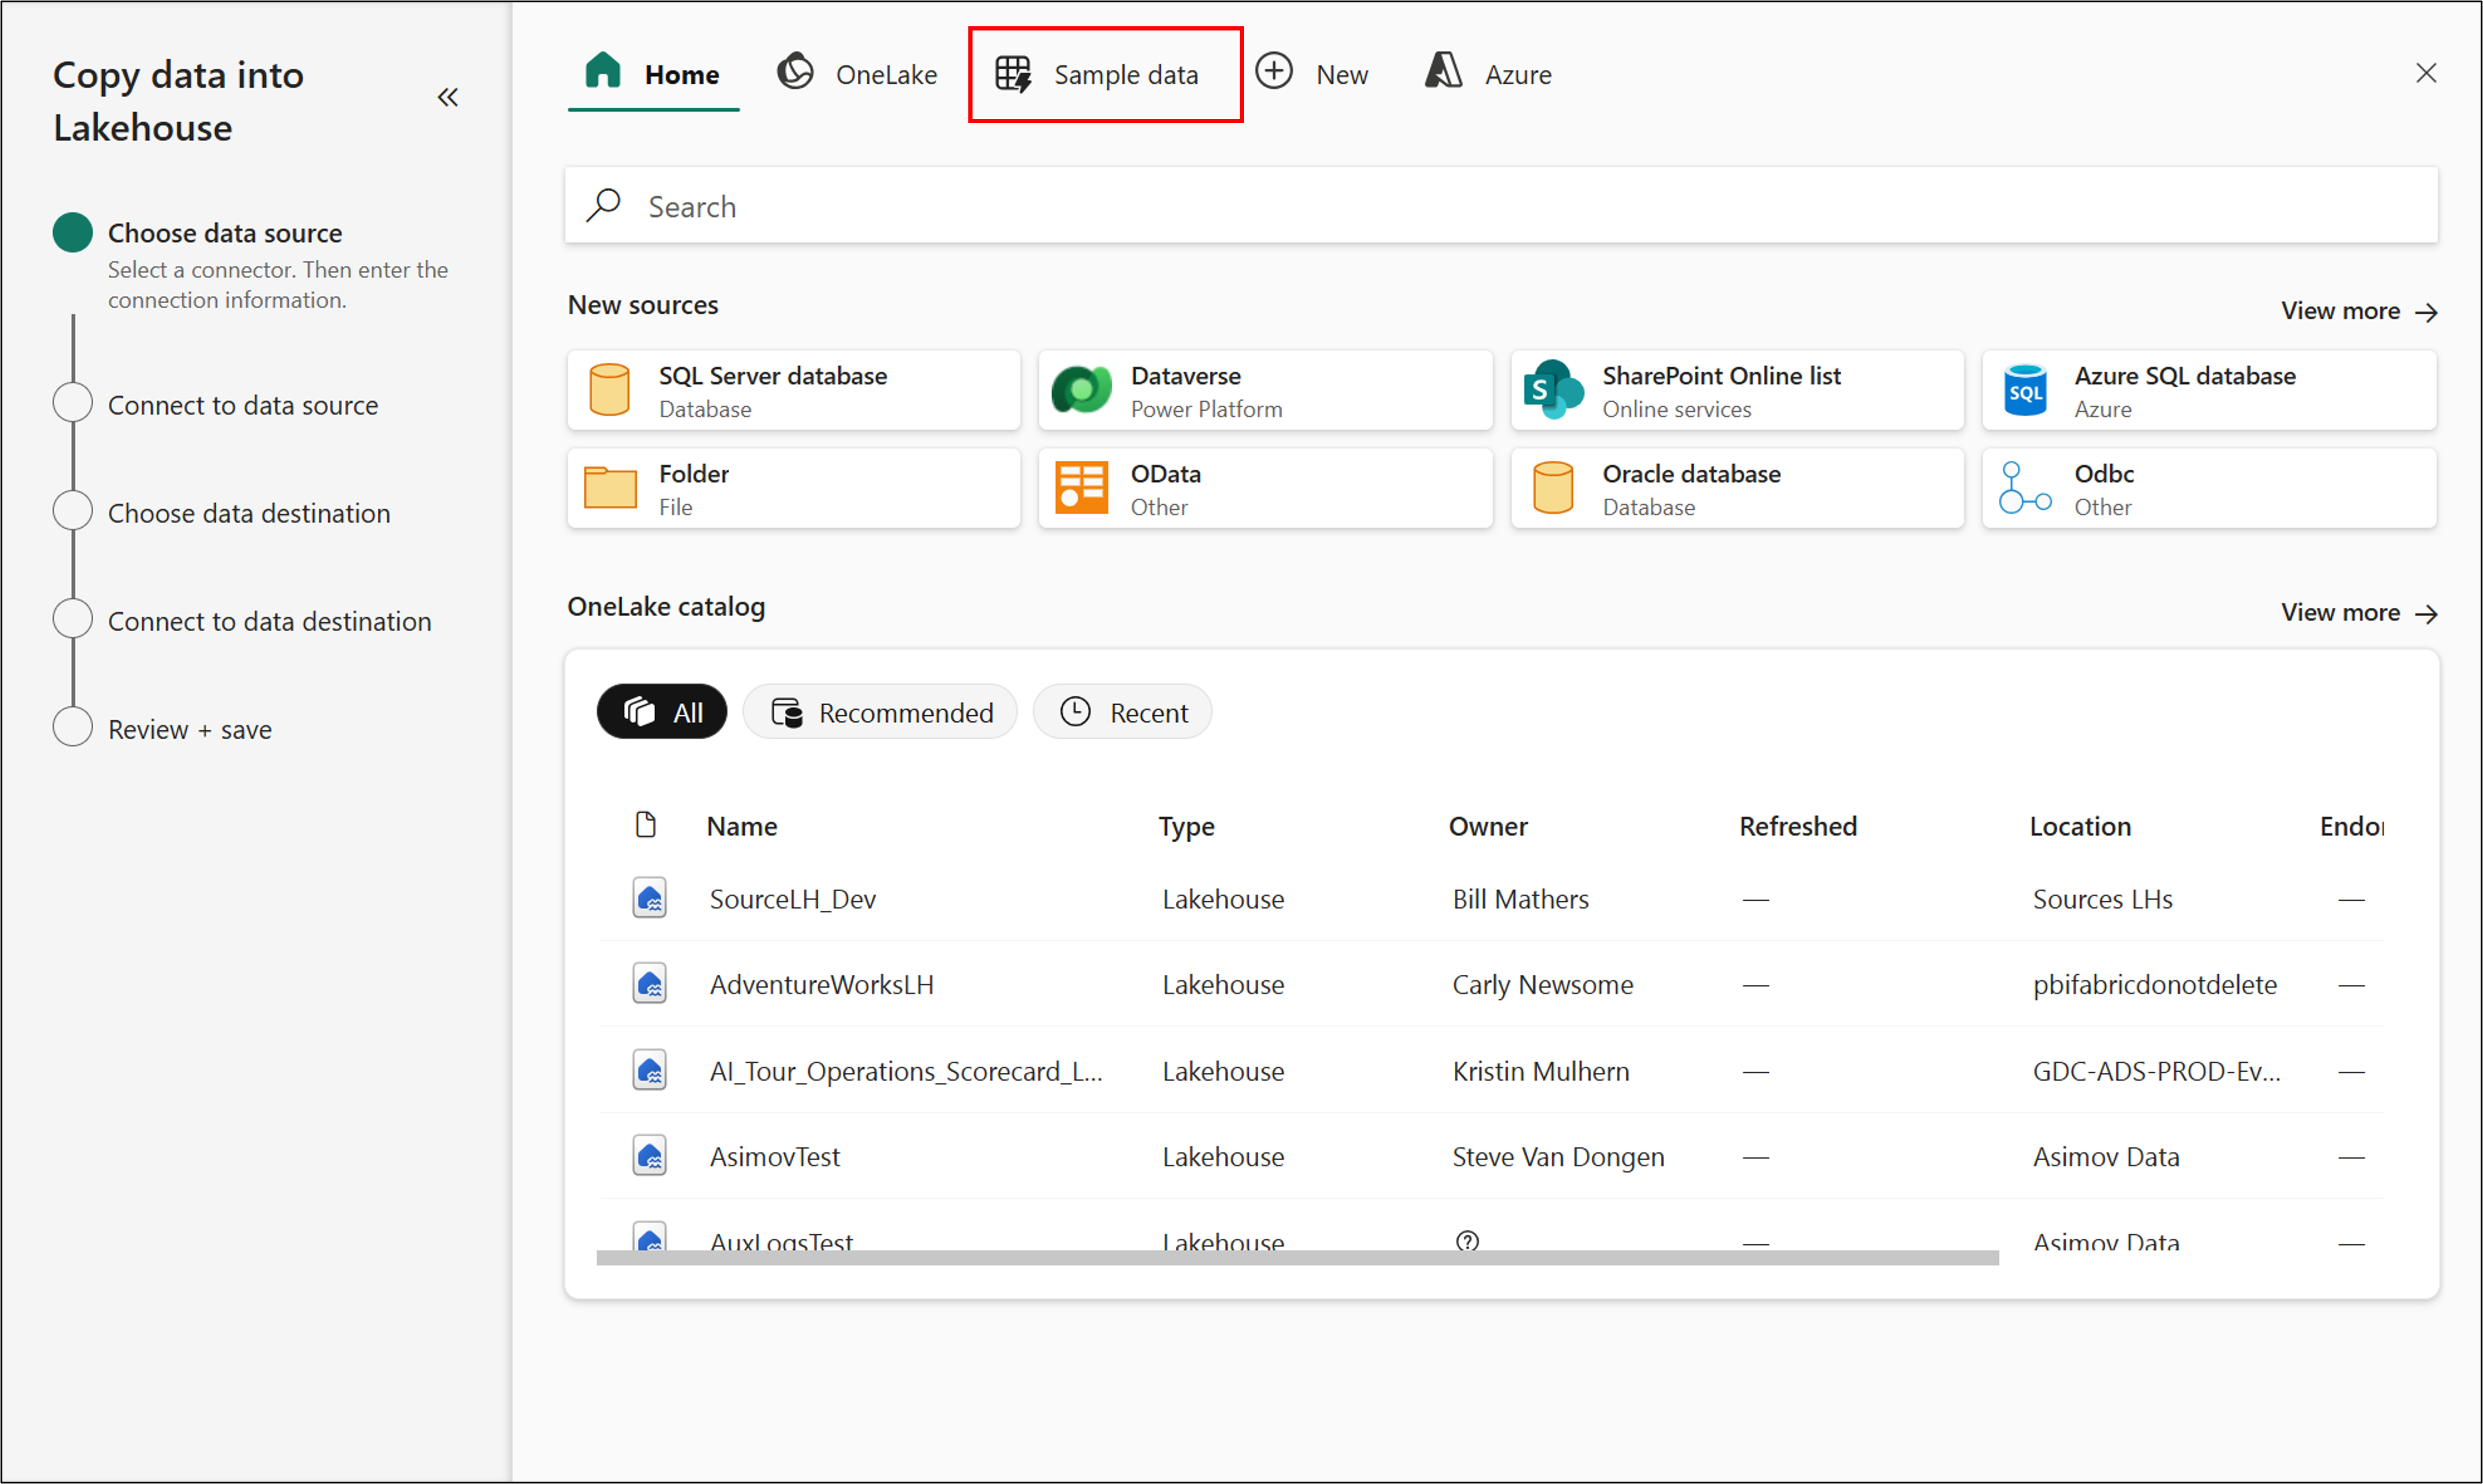 Copy data into
Lakehouse
Choose data source
Select a connector. Then enter the
connection information.
Connect to data source
Choose data destination
Connect to data destination
Review + save
Home OneLake Sample data New Azure
Search
New sources View more
SQL Server database Dataverse SharePoint Online list Azure SQL database
Database Power Platform Online services Azure
SQL
S
Folder OData Oracle database Odbc
File Other Database Other
OneLake catalog View more
All Recommended Recent
Name Type Owner Refreshed Location Endor
SourceLH_Dev Lakehouse Bill Mathers — Sources LHs —
AdventureWorksLH Lakehouse Carly Newsome — pbifabricdonotdelete —
AI_Tour_Operations_Scorecard_L... Lakehouse Kristin Mulhern — GDC-ADS-PROD-Ev... —
AsimovTest Lakehouse Steve Van Dongen — Asimov Data —
AuxLogsTest Lakehouse — Asimov Data —